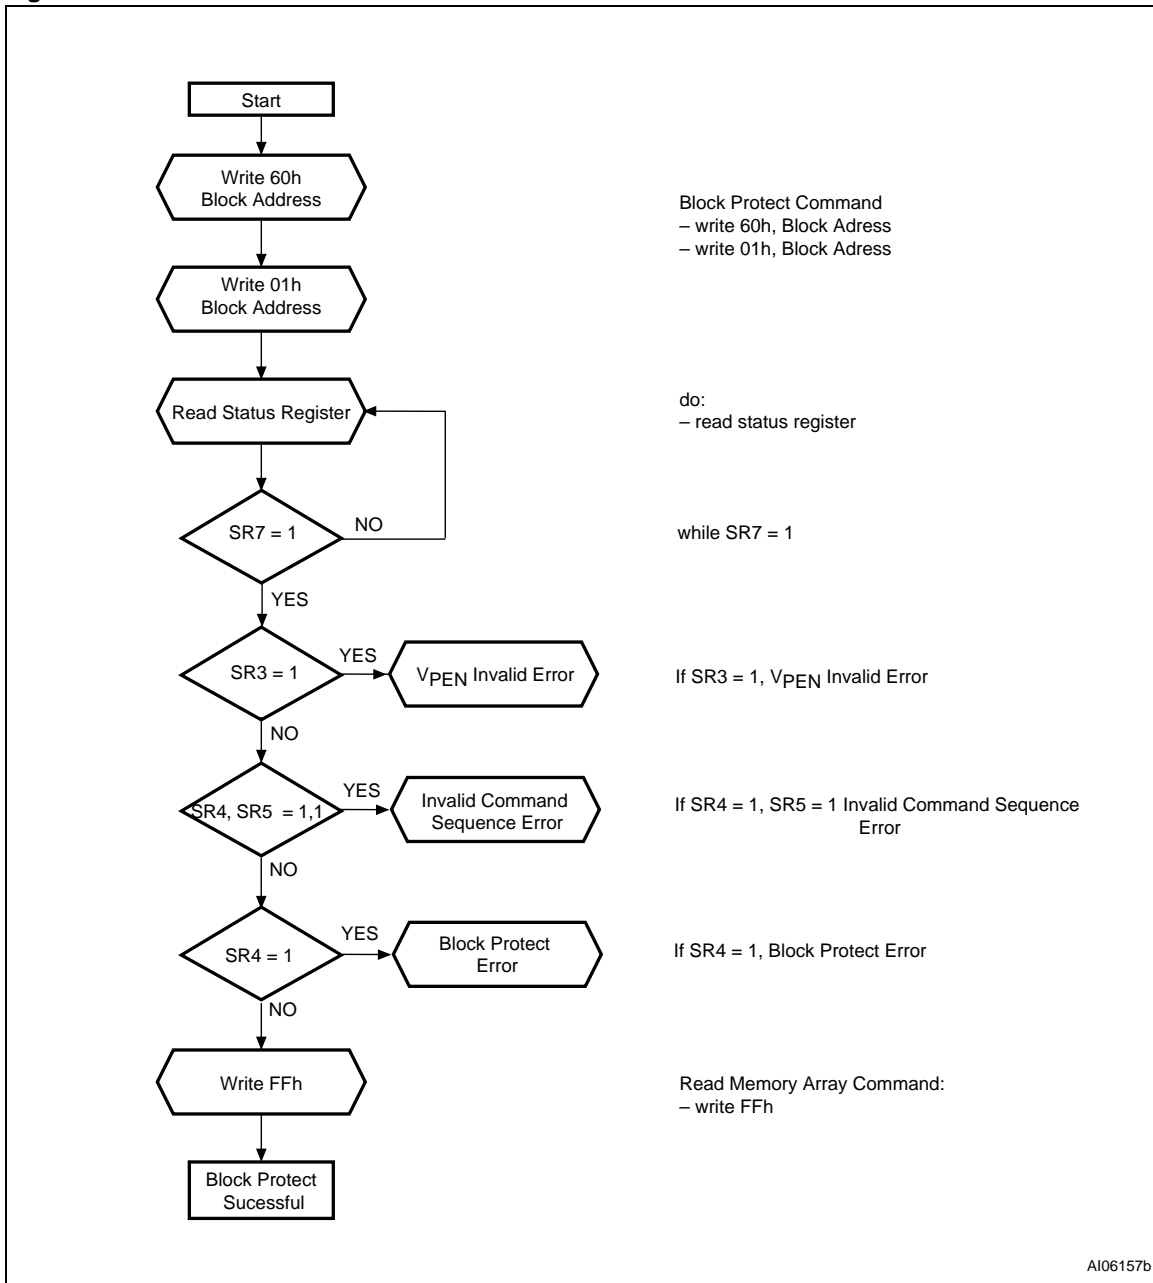 Start
Write 60h
Block Address
Block Protect Command
– write 60h, Block Adress
– write 01h, Block Adress
Write 01h
Block Address
Read Status Register
do:
– read status register
SR7 = 1
NO
while SR7 = 1
YES
SR3 = 1
YES
VPEN Invalid Error
If SR3 = 1, VPEN Invalid Error
NO
SR4, SR5 = 1,1
YES
Invalid Command
Sequence Error
If SR4 = 1, SR5 = 1 Invalid Command Sequence
Error
NO
SR4 = 1
YES
Block Protect
Error
If SR4 = 1, Block Protect Error
NO
Write FFh
Read Memory Array Command:
– write FFh
Block Protect
Sucessful
AI06157b